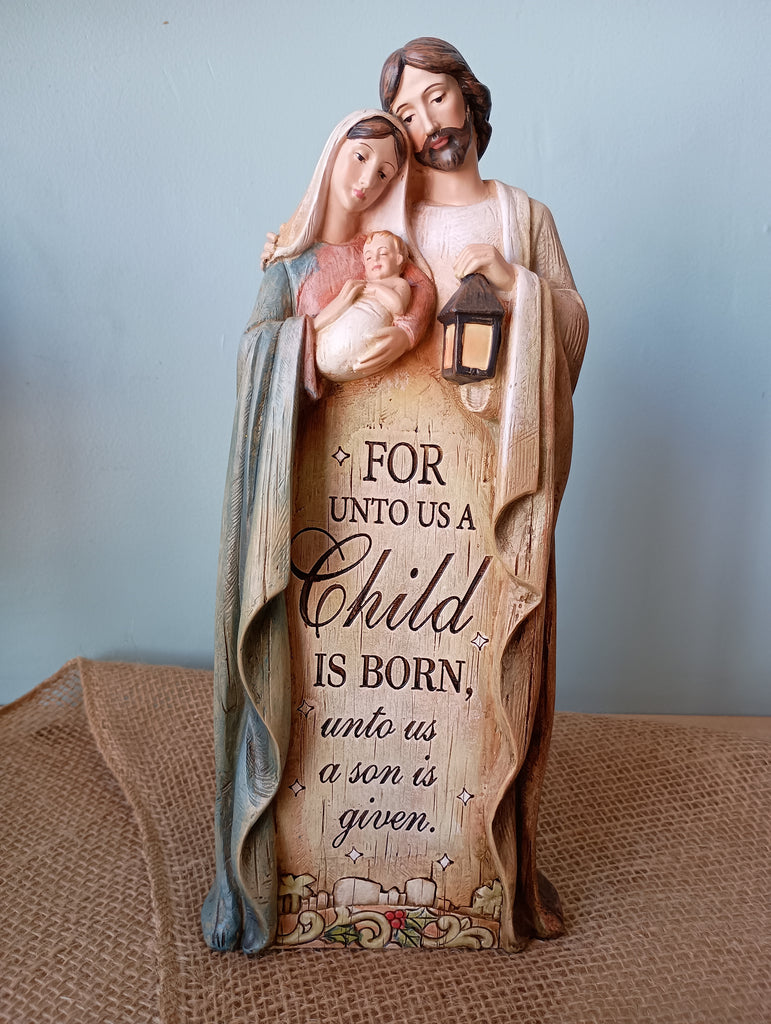 FOR
UNTO US A
Child
IS BORN,
unto us
a son is
given.